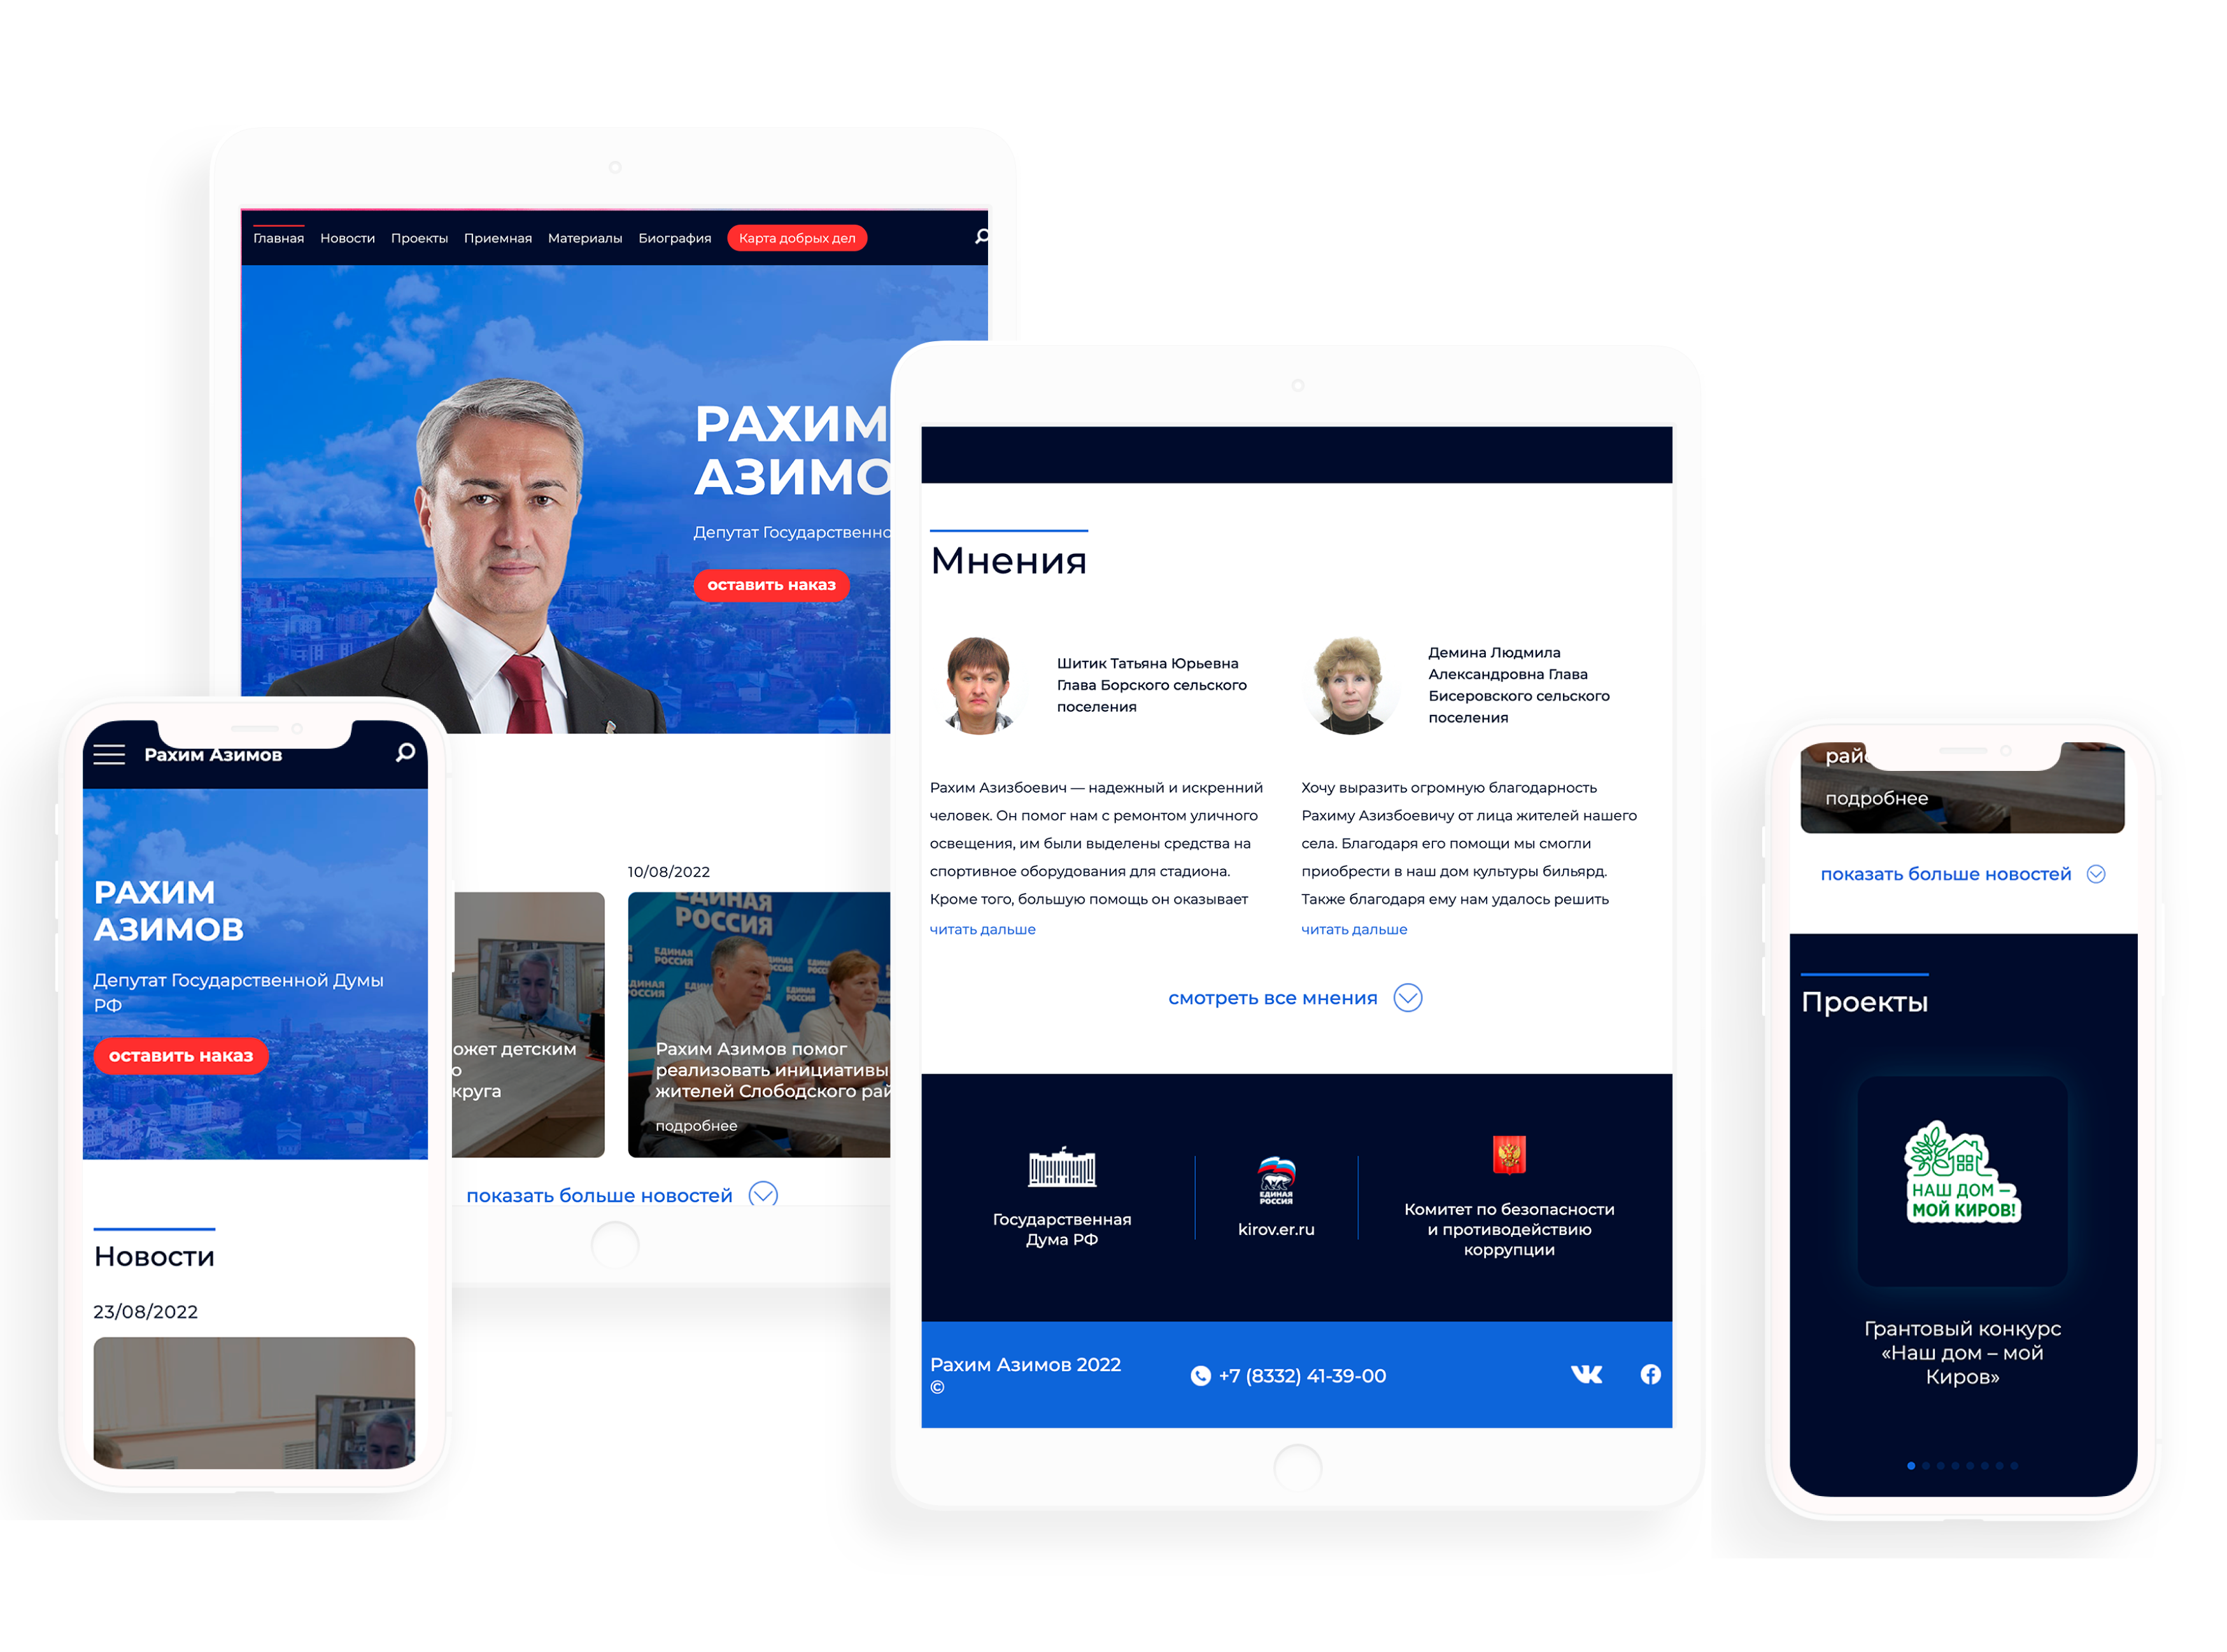 Главная Новости Проекты Приемная Материалы Биография Карта добрых дел
РАХИМ
АЗИМО
Депутат Государственно
оставить наказ
10/08/2022
ЕДИНАЯ
РОССИЯ
ЕДИНАЯ
РОССИЯ
ожет детским
о
круга
Рахим Азимов помог
реализовать инициативы
жителей Слободского рай
подробнее
показать больше новостей
Рахим Азимов
РАХИМ
АЗИМОВ
Депутат Государственной Думы
РФ
оставить наказ
Новости
23/08/2022
Мнения
Шитик Татьяна Юрьевна
Глава Борского сельского
поселения
Рахим Азизбоевич — надежный и искренний
человек. Он помог нам с ремонтом уличного
освещения, им были выделены средства на
спортивное оборудования для стадиона.
Кроме того, большую помощь он оказывает
читать дальше
Демина Людмила
Александровна Глава
Бисеровского сельского
поселения
Хочу выразить огромную благодарность
Рахиму Азизбоевичу от лица жителей нашего
села. Благодаря его помощи мы смогли
приобрести в наш дом культуры бильярд.
Также благодаря ему нам удалось решить
читать дальше
смотреть все мнения
Государственная
Дума РФ
ЕДИНАЯ
РОССИЯ
kirov.er.ru
Комитет по безопасности
и противодействию
коррупции
Рахим Азимов 2022
©
+7 (8332) 41-39-00
рай
подробнее
показать больше новостей
Проекты
НАШ ДОМ –
МОЙ КИРОВ!
Грантовый конкурс
«Наш дом – мой
Киров»